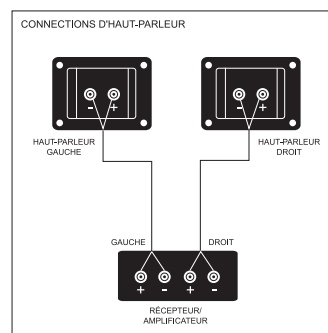 CONNECTIONS D'HAUT-PARLEUR
- +
- +
HAUT-PARLEUR
GAUCHE
HAUT-PARLEUR
DROIT
GAUCHE
DROIT
+ - + -
RÉCEPTEUR/
AMPLIFICATEUR